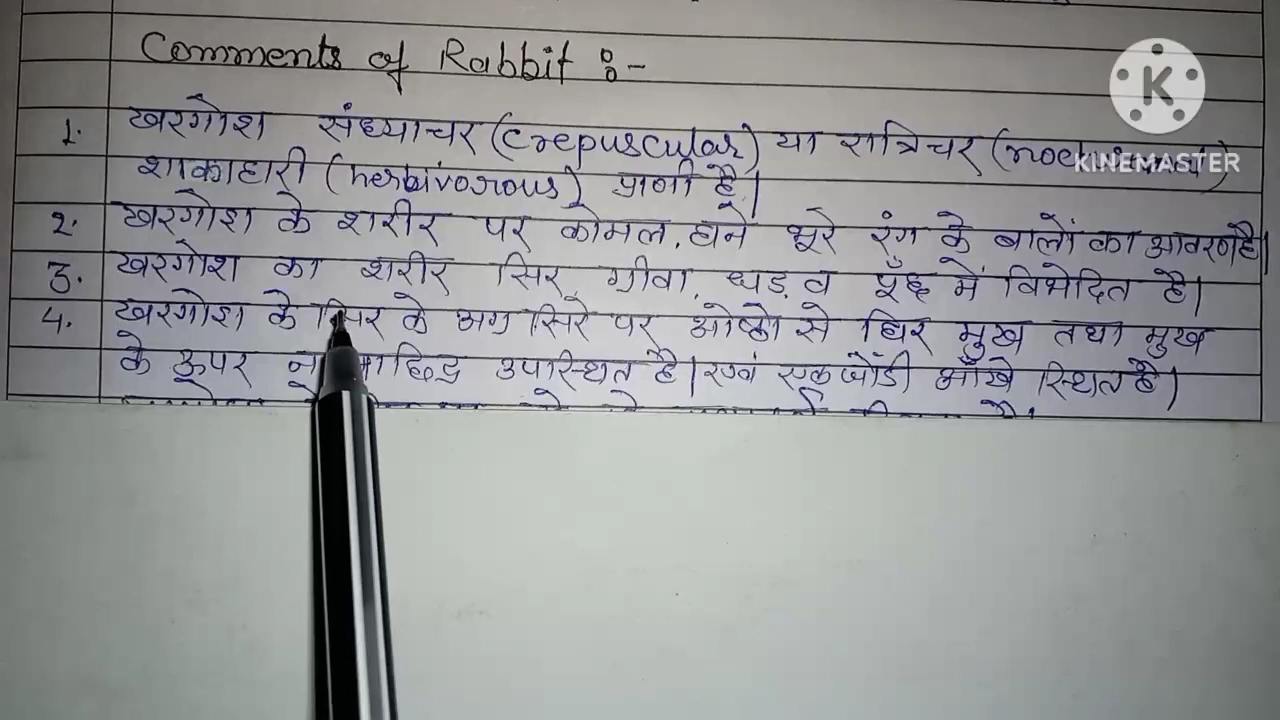 Comments of Rabbit :-
1. खरगोश संध्याचर (crepuscular) या रात्रिचर
शाकाहारी (herbivorous) प्राणी है।
2. खरगोश के शरीर पर कोमल, घने भूरे रंग के बालों का आवरण है।
3. खरगोश का शरीर सिर, ग्रीवा, धड़ व पूँछ में विभेदित है।
4. खरगोश के सिर के अग्र सिरे पर ओष्ठो से घिर मुख तथा मुख
के ऊपर उपस्थित है। एवं एक जोडी आँखे स्थित है।
K
KINEMASTER